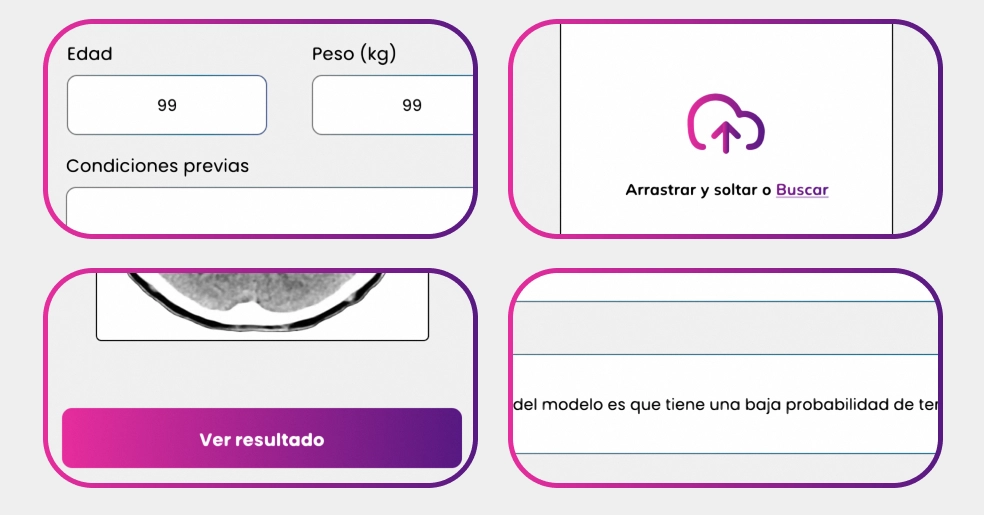 Edad
Peso (kg)
99
99
Condiciones previas
Arrastrar y soltar o Buscar
Ver resultado
del modelo es que tiene una baja probabilidad de